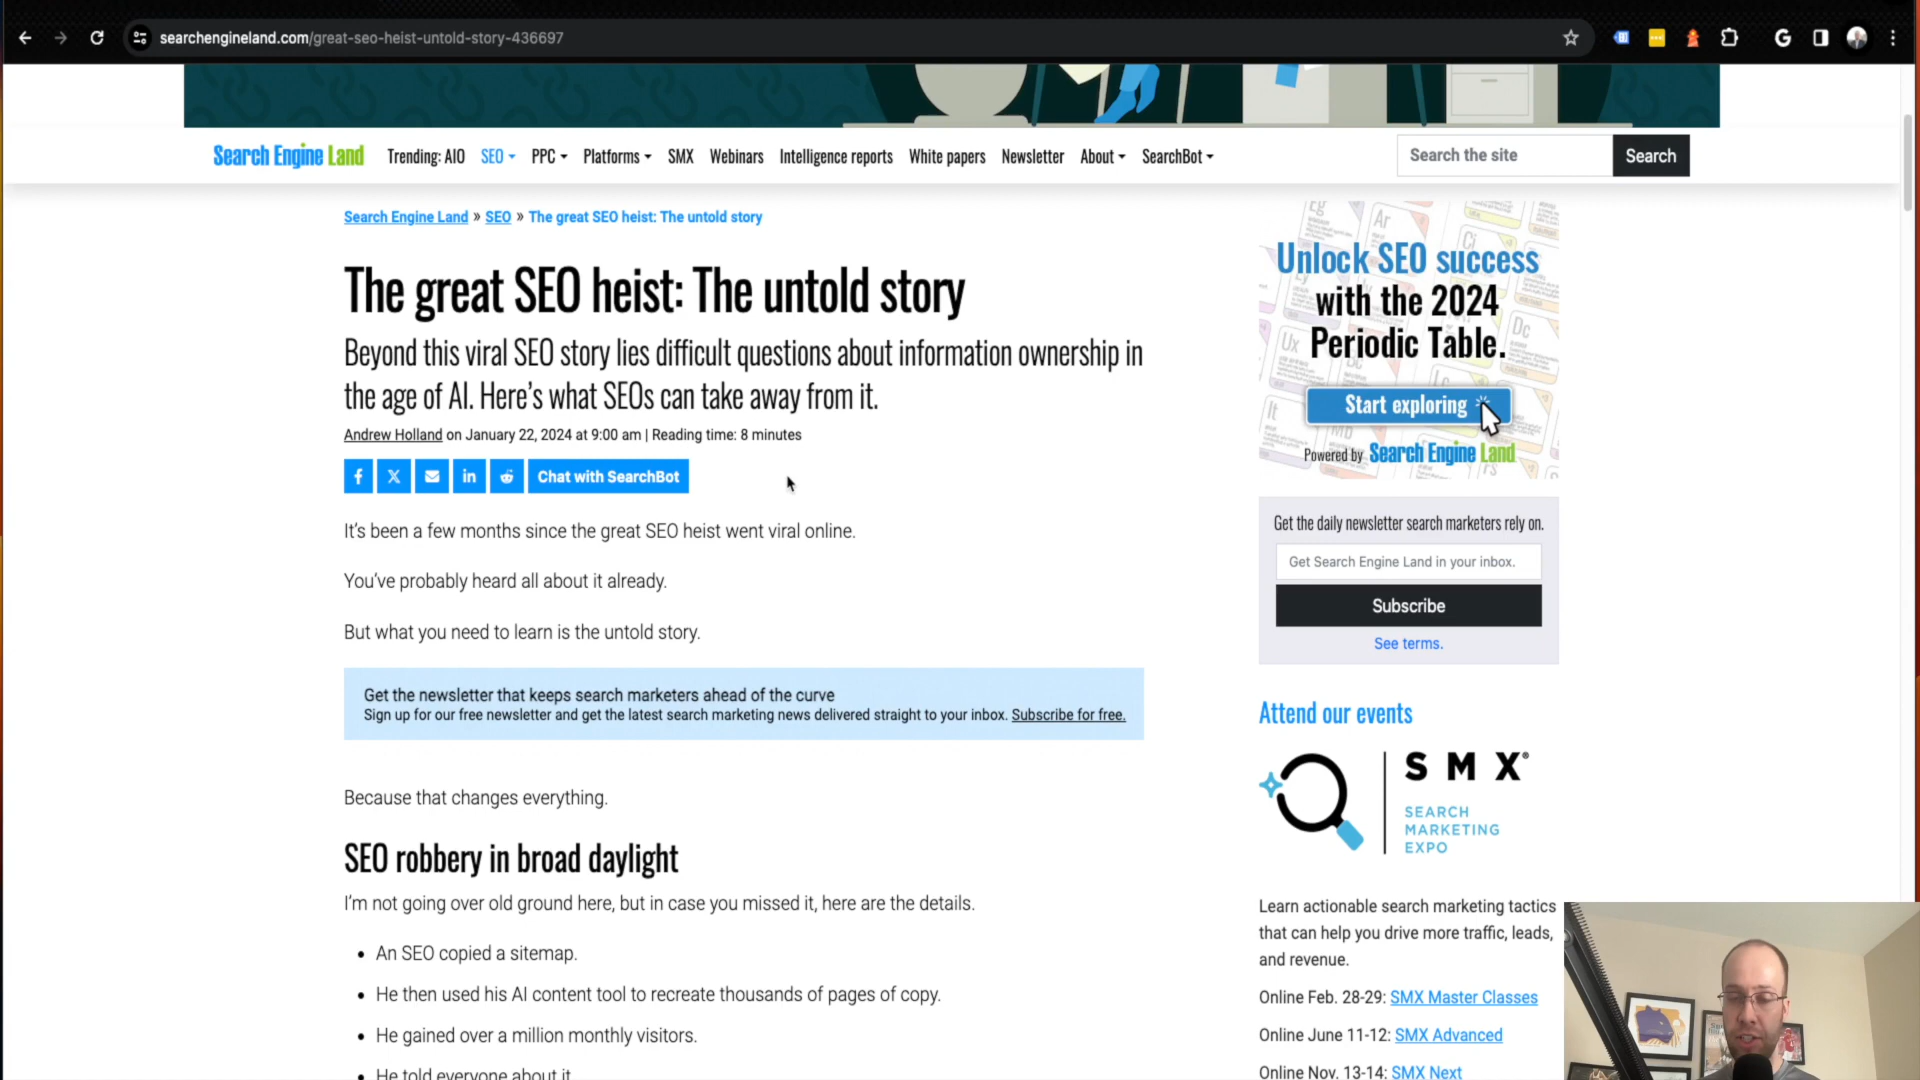 searchengineland.com/great-seo-heist-untold-story-436697
Search Engine Land
Trending: AIO
SEO
PPC
Platforms
SMX
Webinars
Intelligence reports
White papers
Newsletter
About
SearchBot
Search the site
Search
Search Engine Land » SEO » The great SEO heist: The untold story
The great SEO heist: The untold story
Beyond this viral SEO story lies difficult questions about information ownership in
the age of AI. Here's what SEOs can take away from it.
Andrew Holland on January 22, 2024 at 9:00 am | Reading time: 8 minutes
Chat with SearchBot
It's been a few months since the great SEO heist went viral online.
You've probably heard all about it already.
But what you need to learn is the untold story.
Get the newsletter that keeps search marketers ahead of the curve
Sign up for our free newsletter and get the latest search marketing news delivered straight to your inbox. Subscribe for free.
Because that changes everything.
SEO robbery in broad daylight
I'm not going over old ground here, but in case you missed it, here are the details.
• An SEO copied a sitemap.
• He then used his AI content tool to recreate thousands of pages of copy.
• He gained over a million monthly visitors.
• He told everyone about it.
Unlock SEO success
with the 2024
Periodic Table.
Start exploring
Powered by Search Engine Land
Get the daily newsletter search marketers rely on.
Get Search Engine Land in your inbox.
Subscribe
See terms.
Attend our events
SMX®
SEARCH
MARKETING
EXPO
Learn actionable search marketing tactics
that can help you drive more traffic, leads,
and revenue.
Online Feb. 28-29: SMX Master Classes
Online June 11-12: SMX Advanced
Online Nov. 13-14: SMX Next